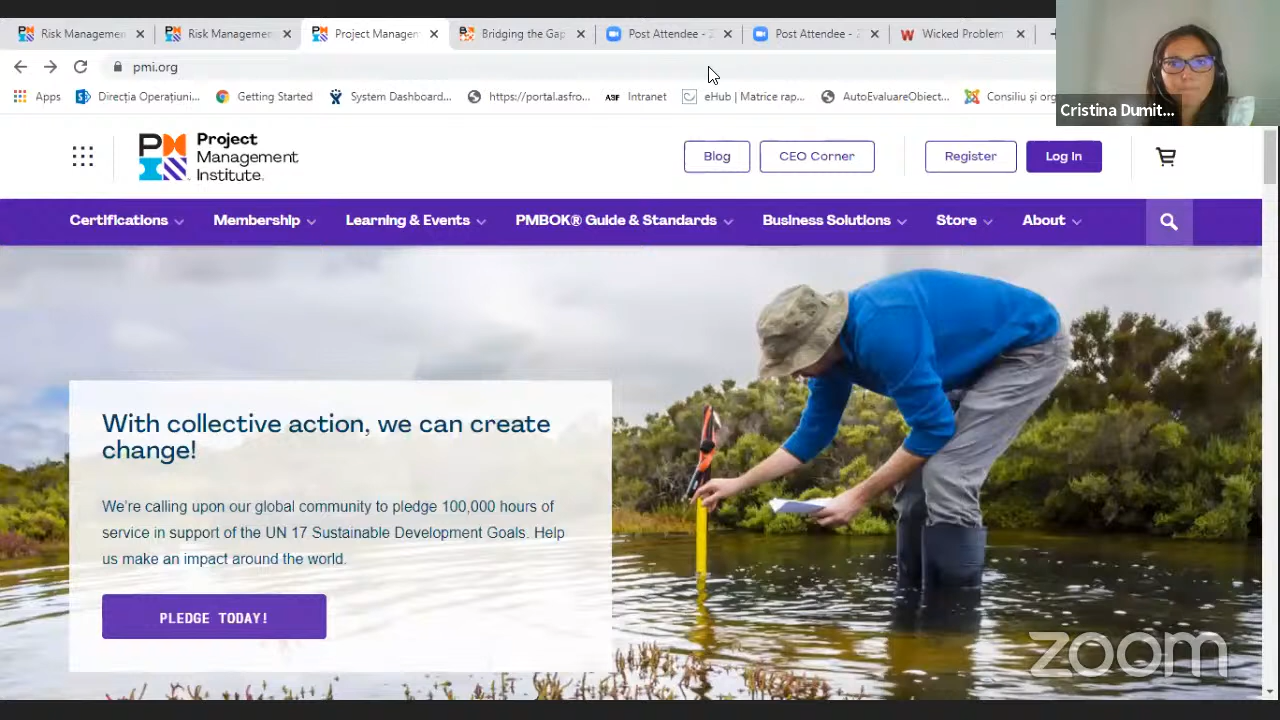 Risk Managemen
Risk Managemen
Project Managem
Bridging the Gap
Post Attendee - Z
Post Attendee - Z
Wicked Problem
pmi.org
Apps
Direcția Operațiuni...
Getting Started
System Dashboard...
https://portal.asfro...
A3F
Intranet
eHub | Matrice rap...
AutoEvaluareObiect...
Consiliu și org
Cristina Dumit...
Project
Management
Institute.
Blog
CEO Corner
Register
Log In
Certifications
Membership
Learning & Events
PMBOK® Guide & Standards
Business Solutions
Store
About
With collective action, we can create
change!
We're calling upon our global community to pledge 100,000 hours of
service in support of the UN 17 Sustainable Development Goals. Help
us make an impact around the world.
PLEDGE TODAY!
zoom